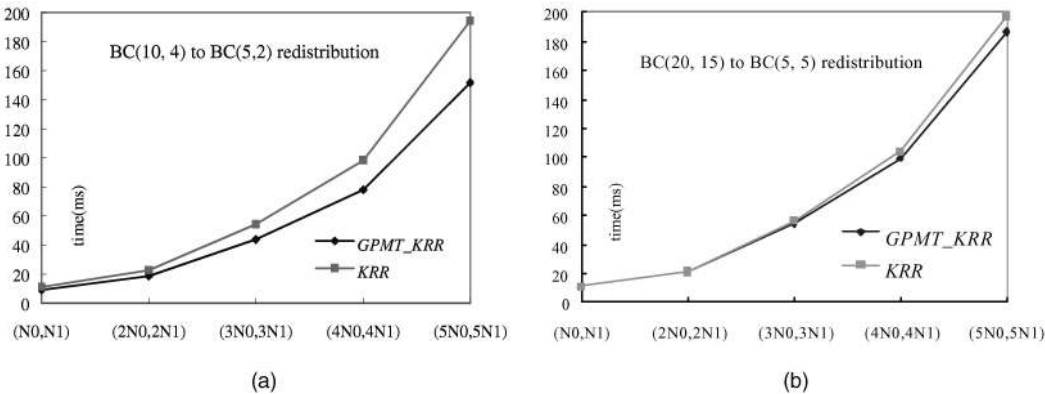 200
180
160
140
120
100
80
60
40
20
0
BC(10, 4) to BC(5,2) redistribution
time(ms)
GPMT_KRR
KRR
(N0,N1)
(2N0,2N1)
(3N0,3N1)
(4N0,4N1)
(5N0,5N1)
(a)
200
180
160
140
120
100
80
60
40
20
0
BC(20, 15) to BC(5, 5) redistribution
time(ms)
GPMT_KRR
KRR
(N0,N1)
(2N0,2N1)
(3N0,3N1)
(4N0,4N1)
(5N0,5N1)
(b)